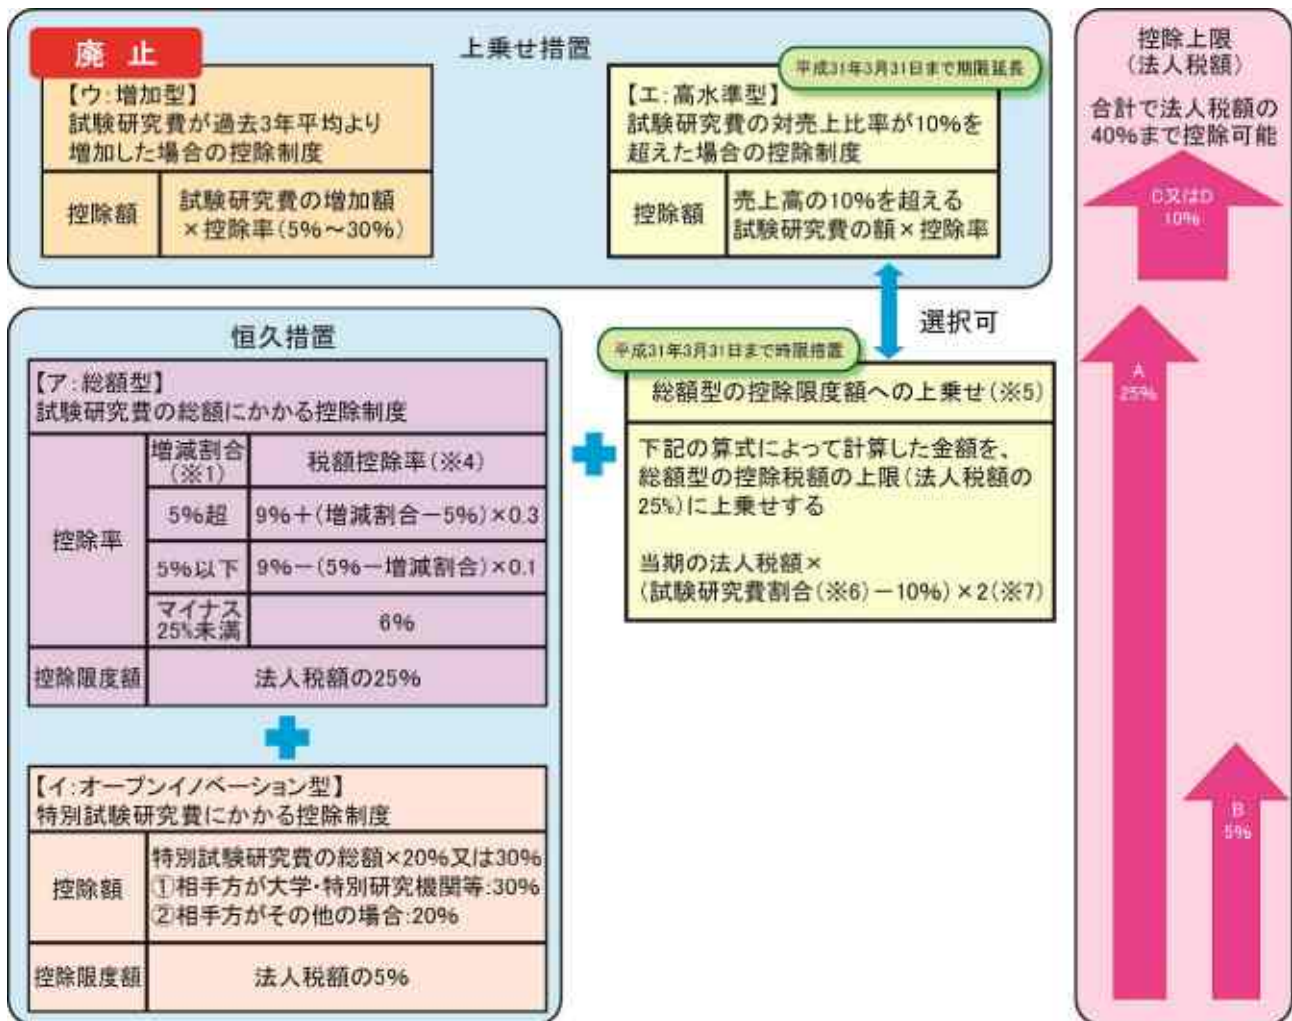 廃 止
上乗せ措置
平成31年3月31日まで期限延長
【ウ:増加型】
試験研究費が過去3年平均より
増加した場合の控除制度
控除額
試験研究費の増加額
×控除率(5%~30%)
【エ:高水準型】
試験研究費の対売上比率が10%を
超えた場合の控除制度
控除額
売上高の10%を超える
試験研究費の額×控除率
選択可
恒久措置
【ア:総額型】
試験研究費の総額にかかる控除制度
控除率
増減割合
(※1)
税額控除率(※4)
5%超
9%+(増減割合-5%)×0.3
5%以下
9%-(5%-増減割合)×0.1
マイナス
25%未満
6%
控除限度額
法人税額の25%
平成31年3月31日まで時限措置
総額型の控除限度額への上乗せ(※5)
下記の算式によって計算した金額を、
総額型の控除税額の上限(法人税額の
25%)に上乗せする
当期の法人税額×
(試験研究費割合(※6)-10%)×2(※7)
【イ:オープンイノベーション型】
特別試験研究費にかかる控除制度
控除額
特別試験研究費の総額×20%又は30%
①相手方が大学・特別研究機関等:30%
②相手方がその他の場合:20%
控除限度額
法人税額の5%
控除上限
(法人税額)
合計で法人税額の
40%まで控除可能
C又はD
10%
A
25%
B
5%